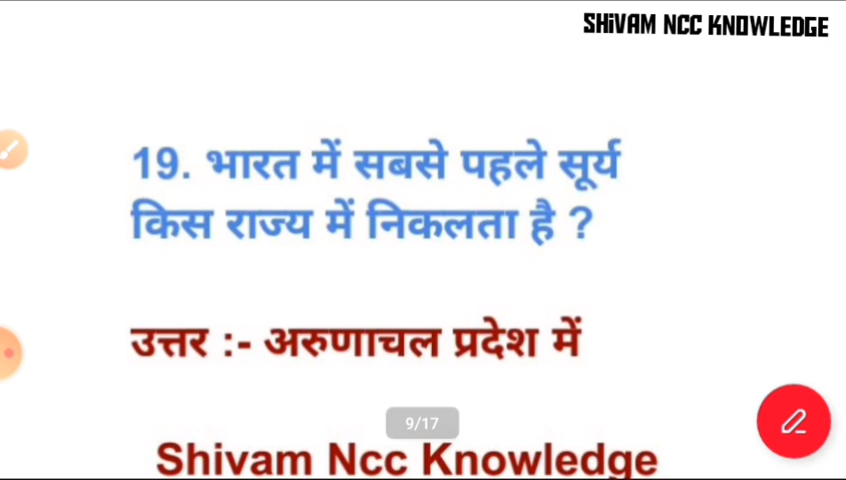 SHiVAM NCC KNOWLEDGE
19. भारत में सबसे पहले सूर्य
किस राज्य में निकलता है ?
उत्तर :- अरुणाचल प्रदेश में
9/17
Shivam Ncc Knowledge